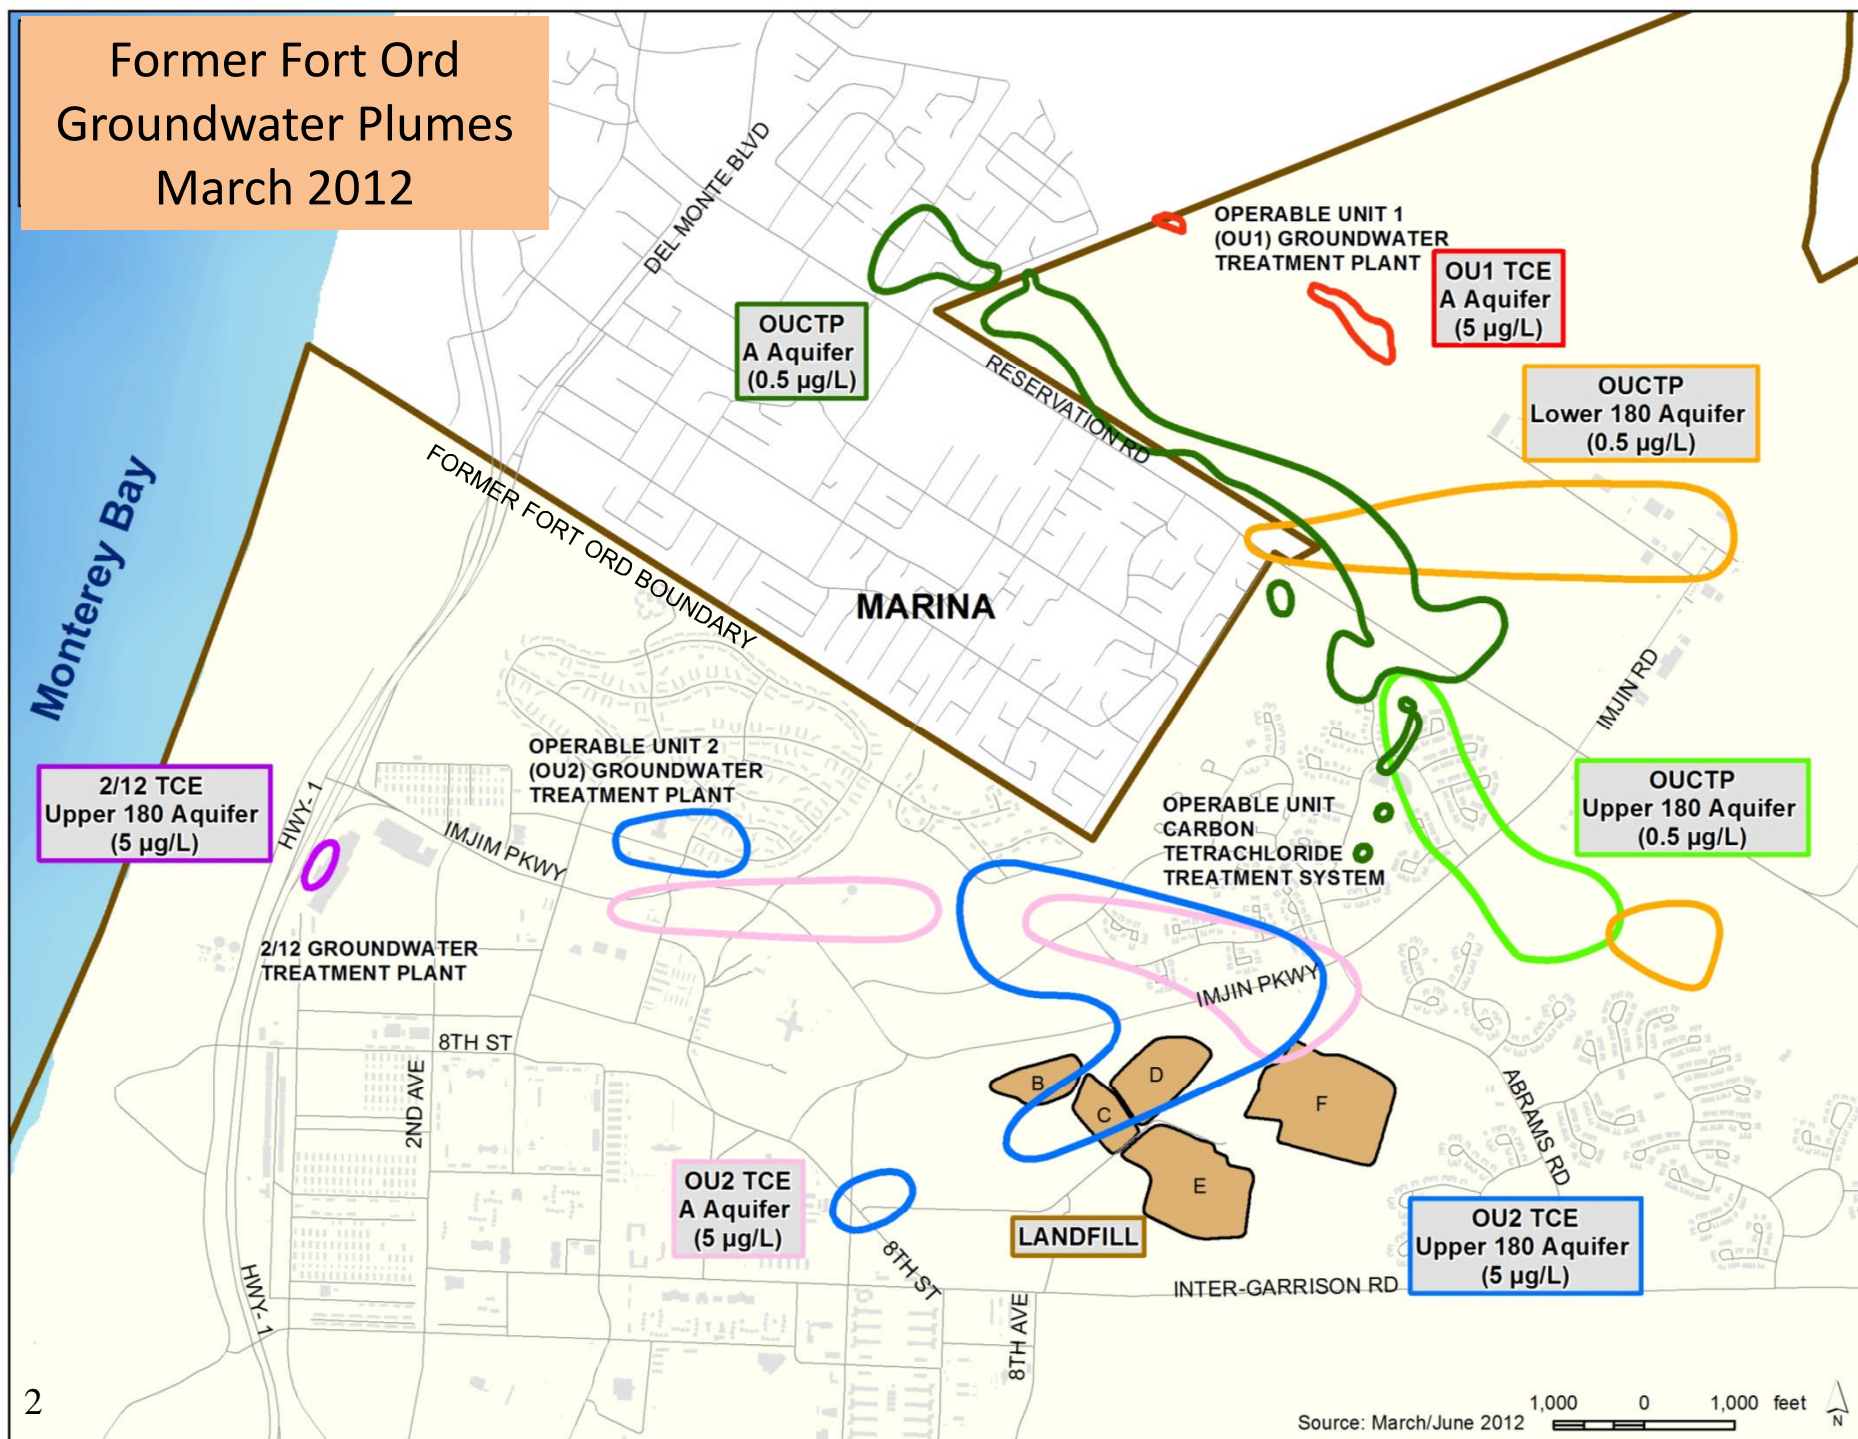 Former Fort Ord
Groundwater Plumes
March 2012
DEL MONTE BLVD
OPERABLE UNIT 1
(OU1) GROUNDWATER
TREATMENT PLANT
OU1 TCE
A Aquifer
(5 µg/L)
OUCTP
A Aquifer
(0.5 µg/L)
RESERVATION RD
OUCTP
Lower 180 Aquifer
(0.5 µg/L)
FORMER FORT ORD BOUNDARY
Monterey Bay
MARINA
IMJIN RD
OPERABLE UNIT 2
(OU2) GROUNDWATER
TREATMENT PLANT
2/12 TCE
Upper 180 Aquifer
(5 µg/L)
HWY- 1
IMJIM PKWY
OPERABLE UNIT
CARBON
TETRACHLORIDE
TREATMENT SYSTEM
OUCTP
Upper 180 Aquifer
(0.5 µg/L)
2/12 GROUNDWATER
TREATMENT PLANT
IMJIN PKWY
8TH ST
2ND AVE
B
D
C
F
E
ABRAMS RD
OU2 TCE
A Aquifer
(5 µg/L)
LANDFILL
OU2 TCE
Upper 180 Aquifer
(5 µg/L)
8TH ST
HWY- 1
INTER-GARRISON RD
8TH AVE
2
Source: March/June 2012
1,000 0 1,000 feet
N